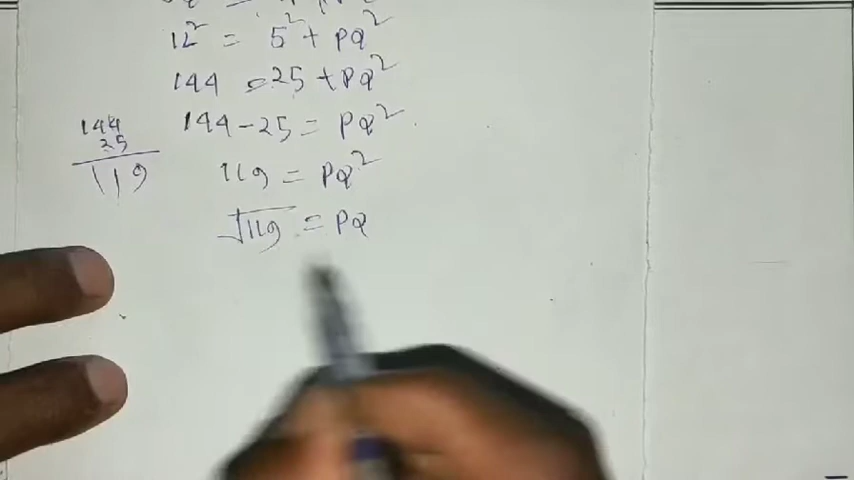 12² = 5² + PQ²
144 = 25 + PQ²
144 - 25 = PQ²
144
25
119
119 = PQ²
√119 = PQ